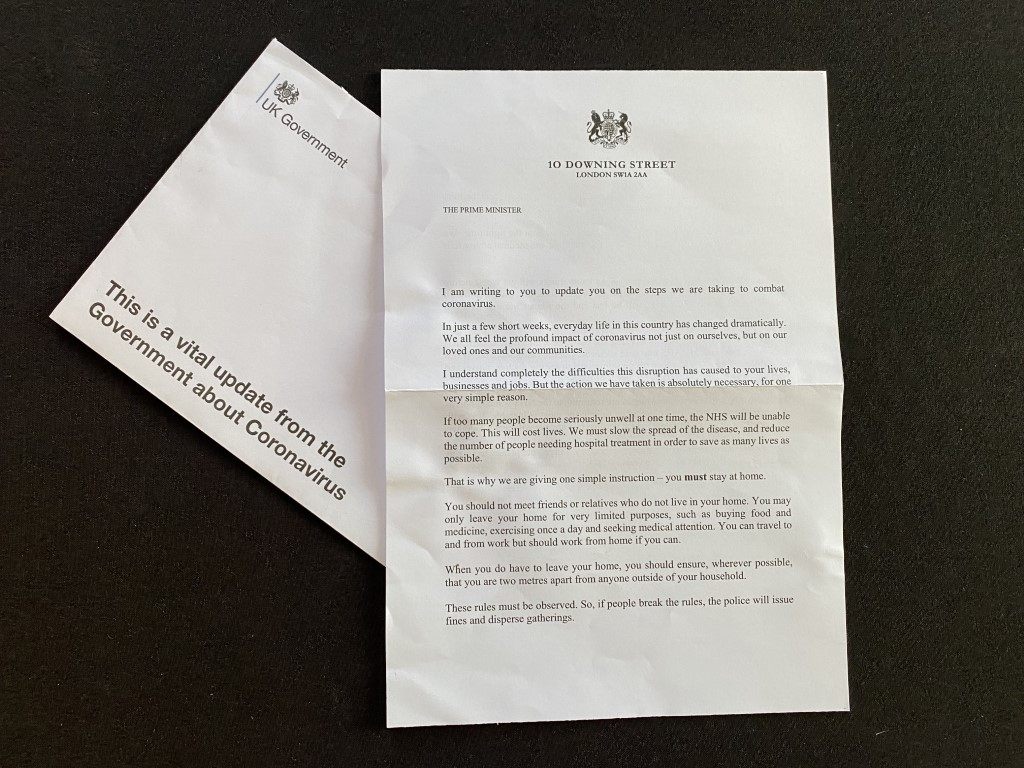 UK Government
This is a vital update from the
Government about Coronavirus
10 DOWNING STREET
LONDON SW1A 2AA
THE PRIME MINISTER
I am writing to you to update you on the steps we are taking to combat
coronavirus.
In just a few short weeks, everyday life in this country has changed dramatically.
We all feel the profound impact of coronavirus not just on ourselves, but on our
loved ones and our communities.
I understand completely the difficulties this disruption has caused to your lives,
businesses and jobs. But the action we have taken is absolutely necessary, for one
very simple reason.
If too many people become seriously unwell at one time, the NHS will be unable
to cope. This will cost lives. We must slow the spread of the disease, and reduce
the number of people needing hospital treatment in order to save as many lives as
possible.
That is why we are giving one simple instruction – you must stay at home.
You should not meet friends or relatives who do not live in your home. You may
only leave your home for very limited purposes, such as buying food and
medicine, exercising once a day and seeking medical attention. You can travel to
and from work but should work from home if you can.
When you do have to leave your home, you should ensure, wherever possible,
that you are two metres apart from anyone outside of your household.
These rules must be observed. So, if people break the rules, the police will issue
fines and disperse gatherings.